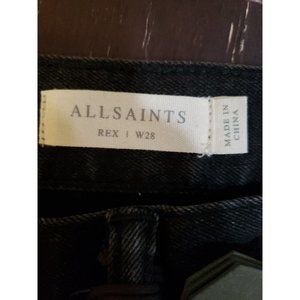 ALLSAINTS
REX | W28
MADE IN
CHINA